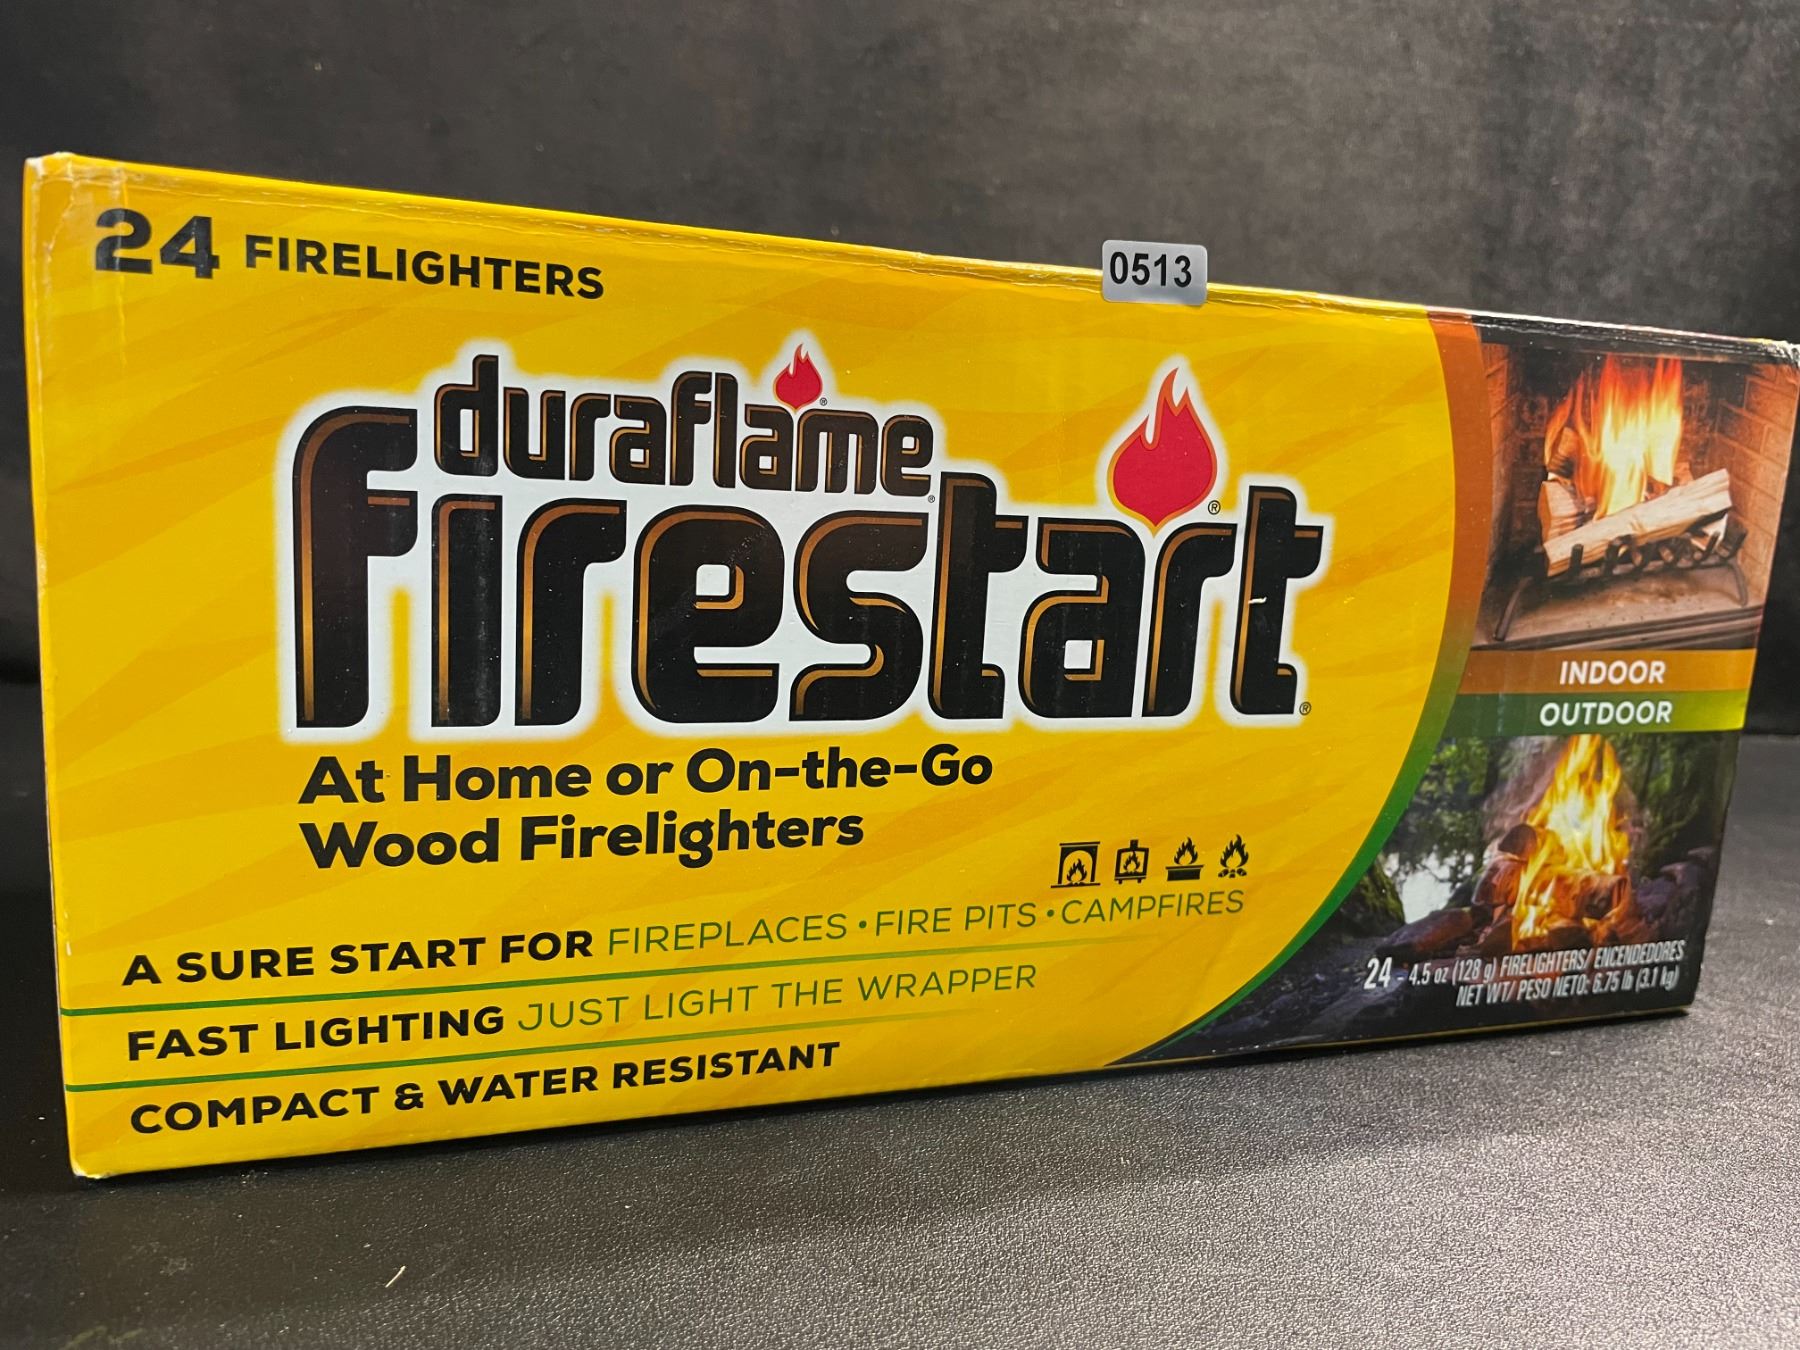 24 FIRELIGHTERS
0513
duraflame®
firestart®
At Home or On-the-Go
Wood Firelighters
A SURE START FOR FIREPLACES • FIRE PITS • CAMPFIRES
FAST LIGHTING JUST LIGHT THE WRAPPER
COMPACT & WATER RESISTANT
INDOOR
OUTDOOR
24 - 4.5 oz (128 g) FIRELIGHTERS/ ENCENDEDORES
NET WT/ PESO NETO: 6.75 lb (3.1 kg)